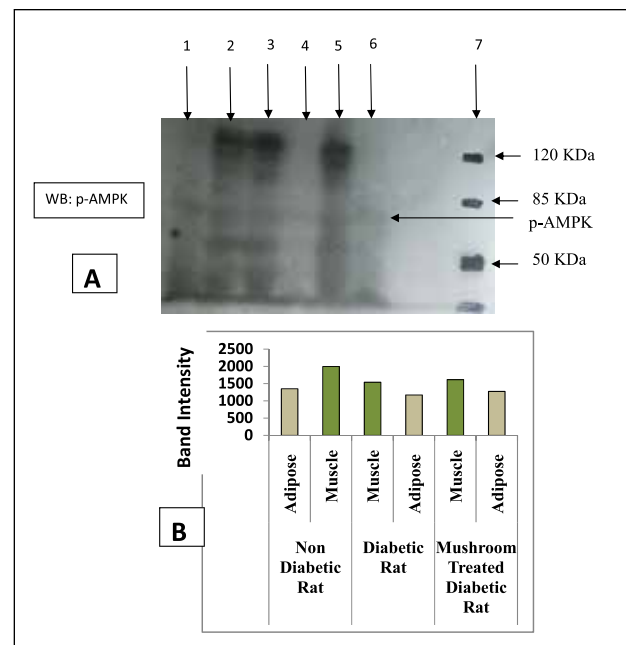 1 2 3 4 5 6 7
120 KDa
WB: p-AMPK
85 KDa
p-AMPK
A
50 KDa
2500
2000
1500
1000
500
0
Band Intensity
Adipose
Muscle
Muscle
Adipose
Muscle
Adipose
B
Non
Diabetic
Rat
Diabetic
Rat
Mushroom
Treated
Diabetic
Rat